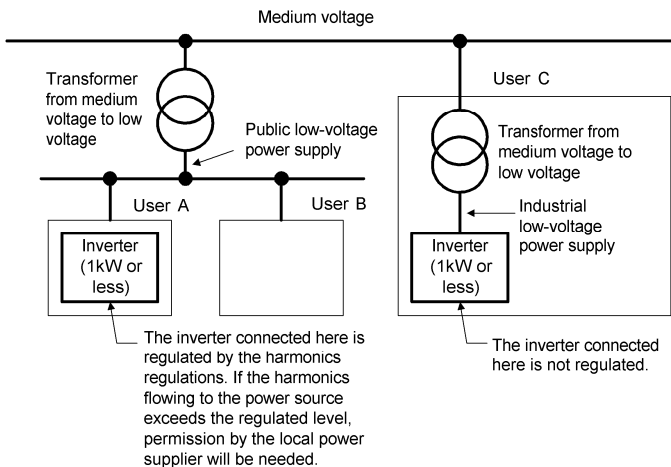 Medium voltage
Transformer
from medium
voltage to low
voltage
Public low-voltage
power supply
User A
User B
Inverter
(1kW or
less)
The inverter connected here is
regulated by the harmonics
regulations. If the harmonics
flowing to the power source
exceeds the regulated level,
permission by the local power
supplier will be needed.
User C
Transformer from
medium voltage to
low voltage
Industrial
low-voltage
power supply
Inverter
(1kW or
less)
The inverter connected
here is not regulated.